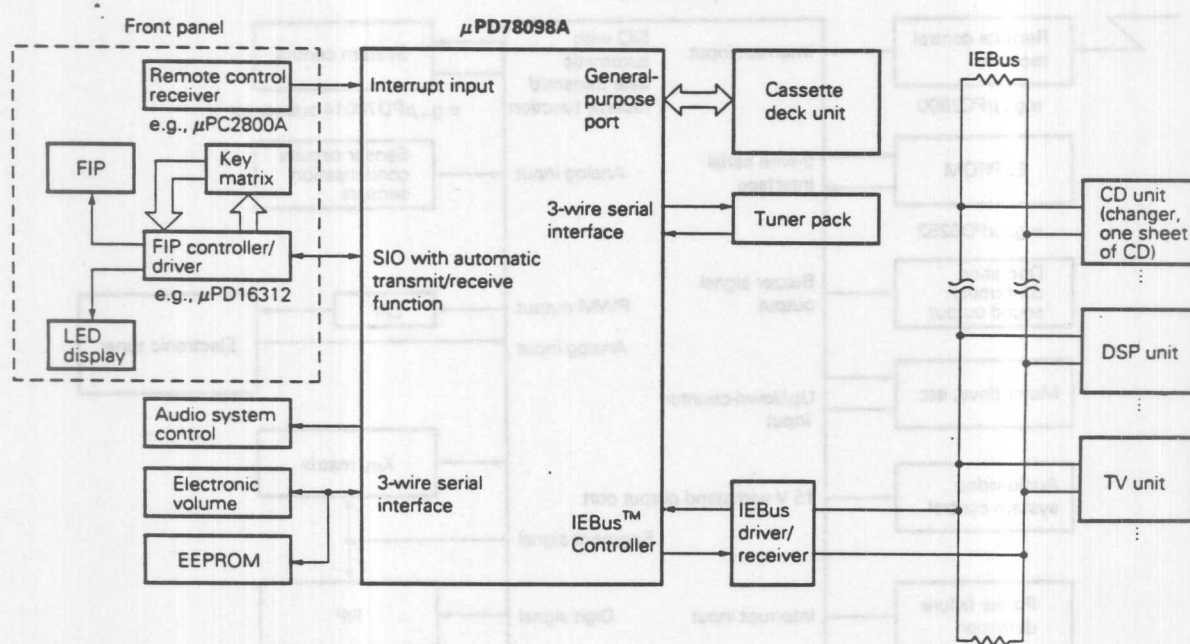 Front panel
μPD78098A
Remote control
receiver
e.g., μPC2800A
FIP
Key
matrix
FIP controller/
driver
e.g., μPD16312
LED
display
Audio system
control
Electronic
volume
EEPROM
Interrupt input
SIO with automatic
transmit/receive
function
3-wire serial
interface
General-
purpose
port
3-wire serial
interface
IEBus™
Controller
Cassette
deck unit
Tuner pack
IEBus
driver/
receiver
IEBus
CD unit
(changer,
one sheet
of CD)
DSP unit
TV unit